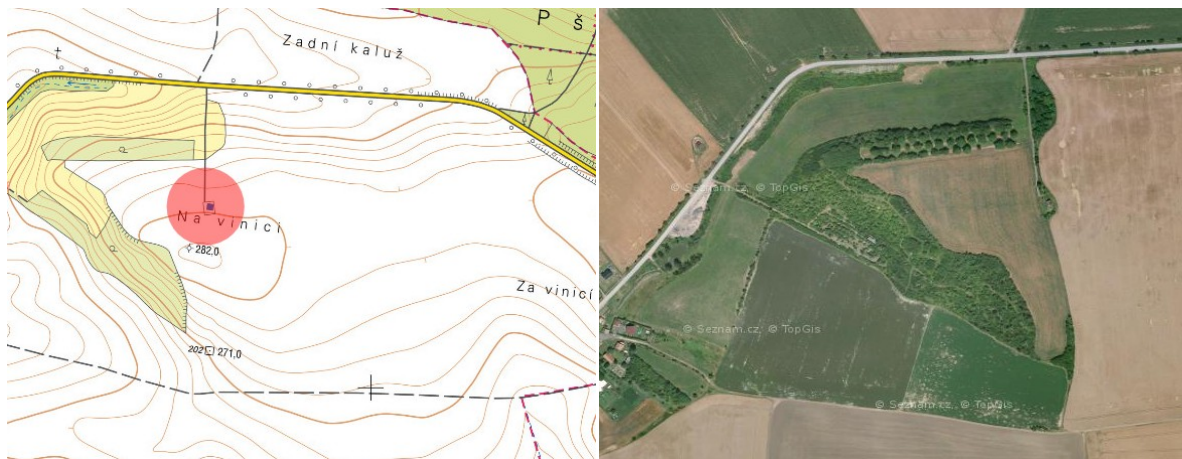 P š
Zadní kaluž
Na vinici
282,0
Za vinicí
202 271,0
© Seznam.cz, © TopGis
© Seznam.cz, © TopGis
© Seznam.cz, © TopGis